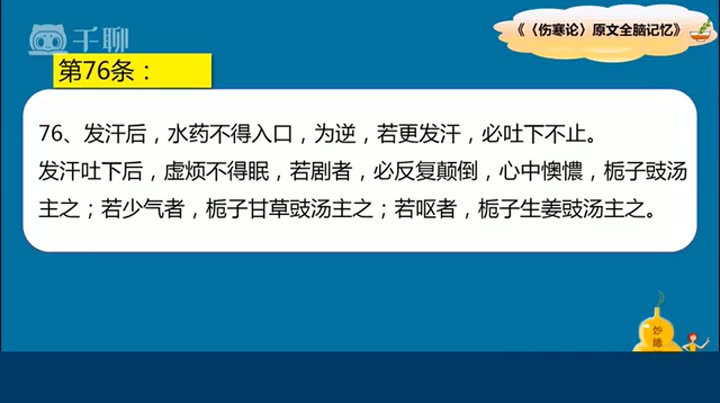 千聊
《〈伤寒论〉原文全脑记忆》
第76条：
76、发汗后，水药不得入口，为逆，若更发汗，必吐下不止。
发汗吐下后，虚烦不得眠，若剧者，必反复颠倒，心中懊憹，栀子豉汤
主之；若少气者，栀子甘草豉汤主之；若呕者，栀子生姜豉汤主之。